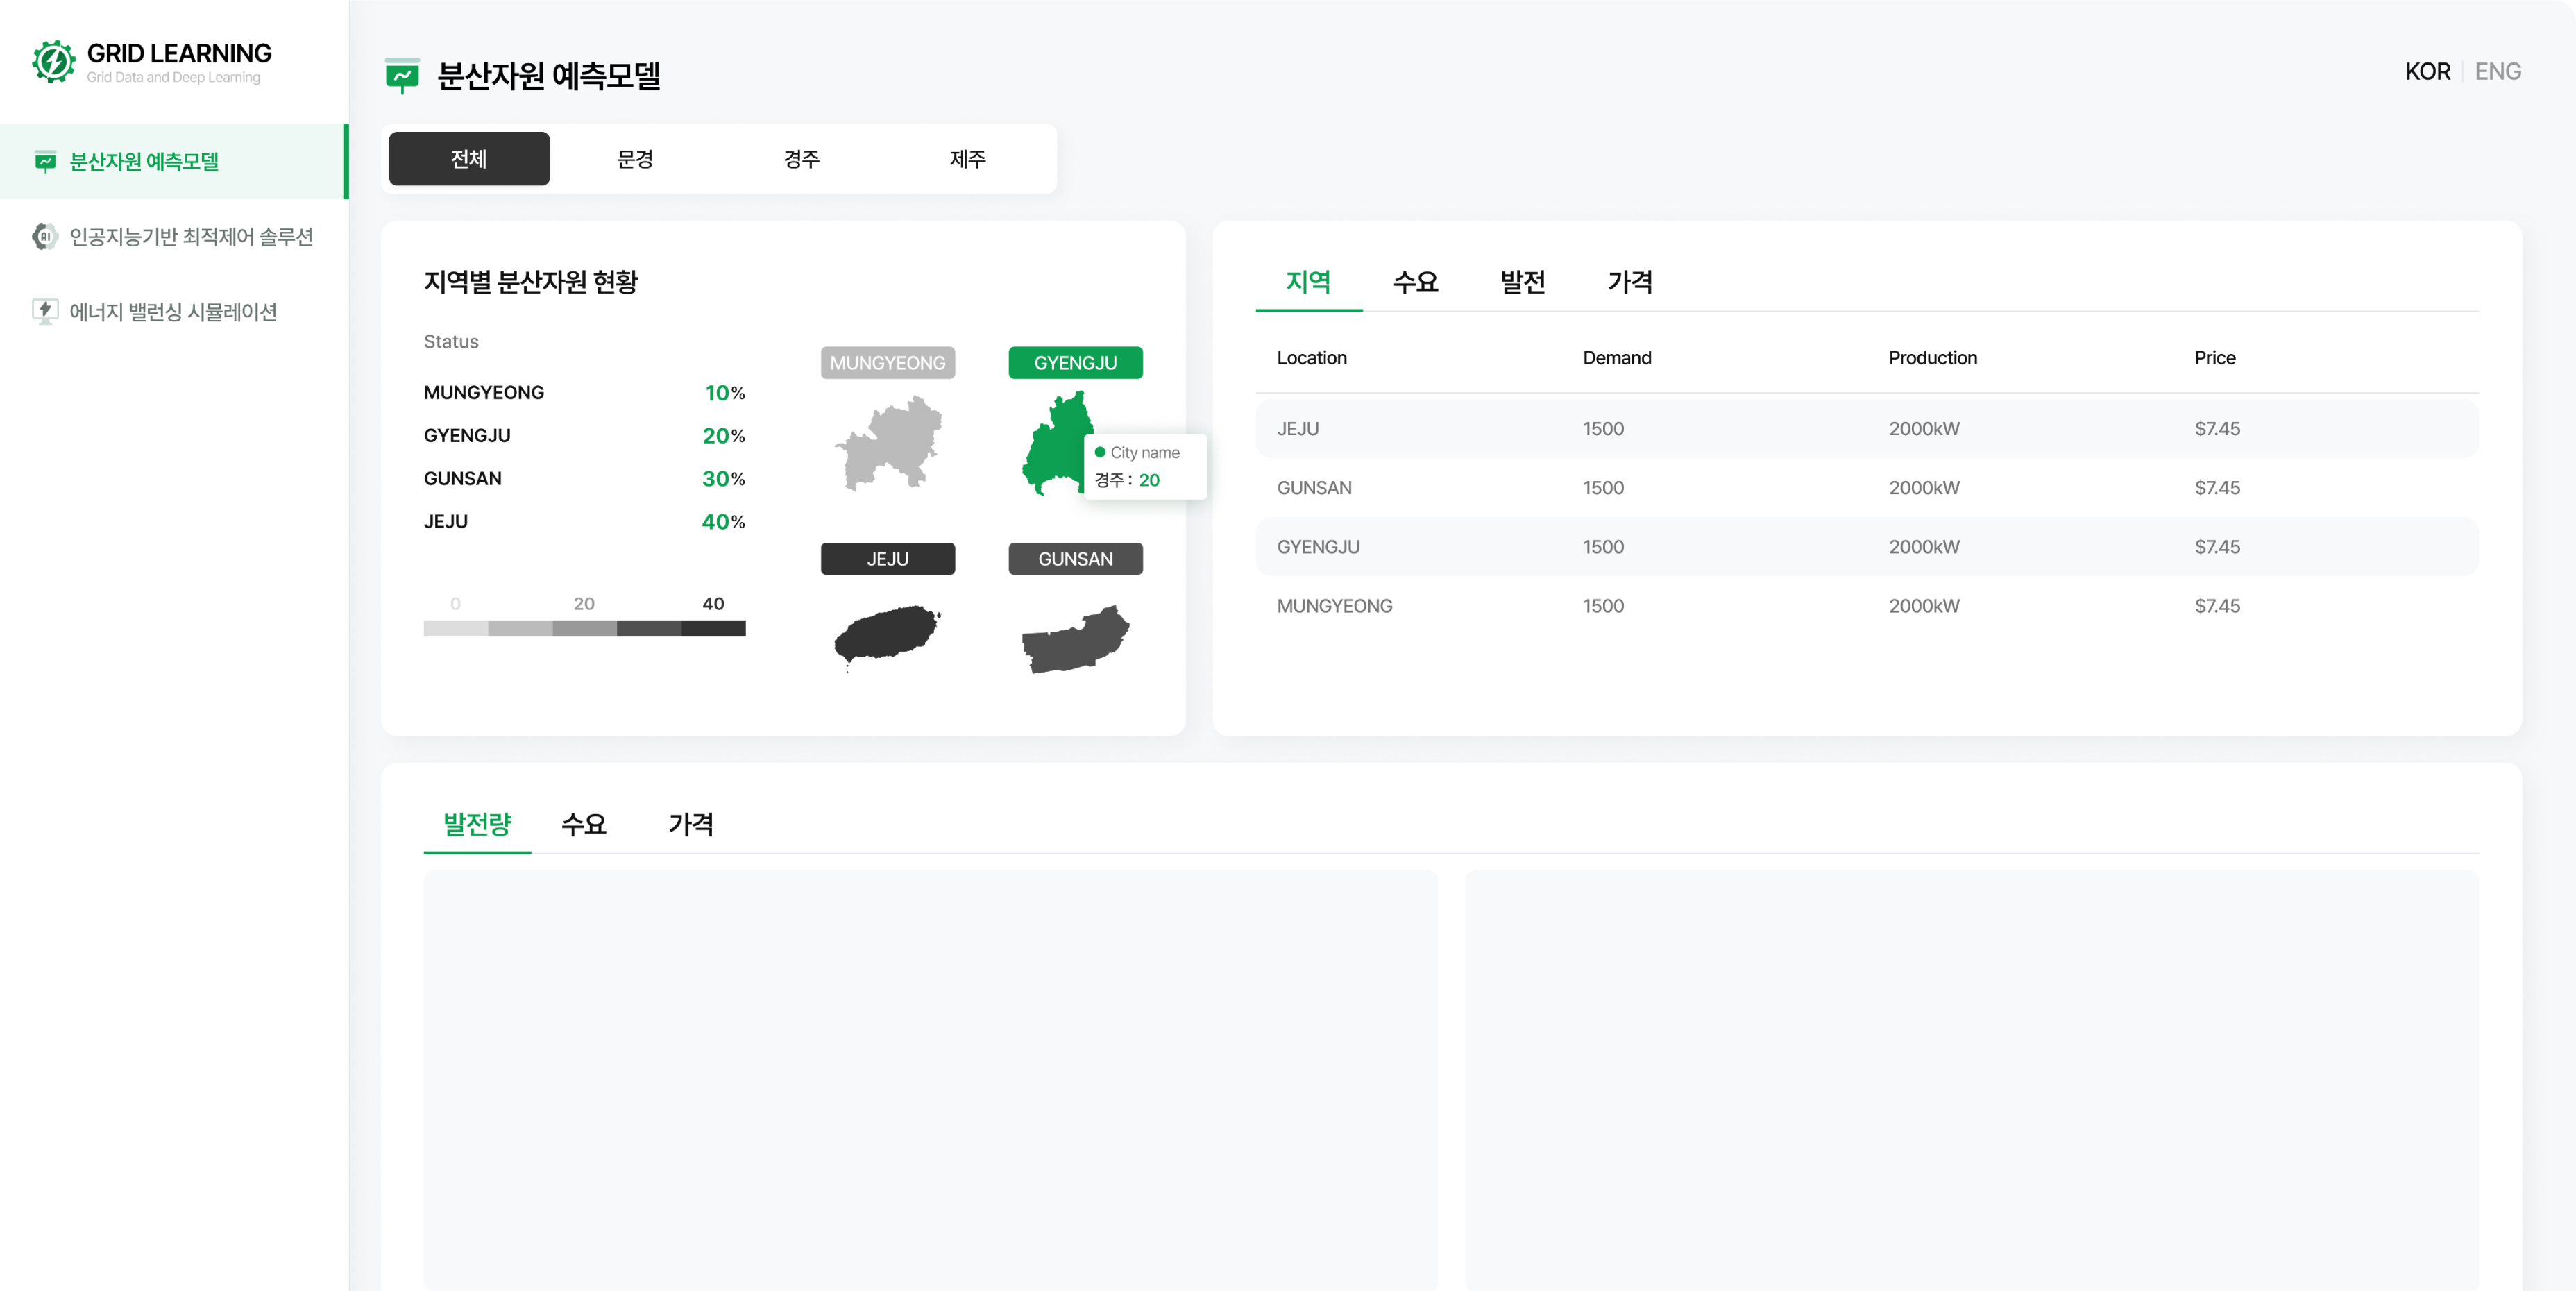 GRID LEARNING
Grid Data and Deep Learning
분산자원 예측모델
인공지능기반 최적제어 솔루션
에너지 밸런싱 시뮬레이션
분산자원 예측모델
KOR ENG
전체 문경 경주 제주
지역별 분산자원 현황
Status
MUNGYEONG 10%
GYENGJU 20%
GUNSAN 30%
JEJU 40%
0 20 40
MUNGYEONG GYENGJU
City name
경주 : 20
JEJU GUNSAN
지역 수요 발전 가격
Location Demand Production Price
JEJU 1500 2000kW $7.45
GUNSAN 1500 2000kW $7.45
GYENGJU 1500 2000kW $7.45
MUNGYEONG 1500 2000kW $7.45
발전량 수요 가격